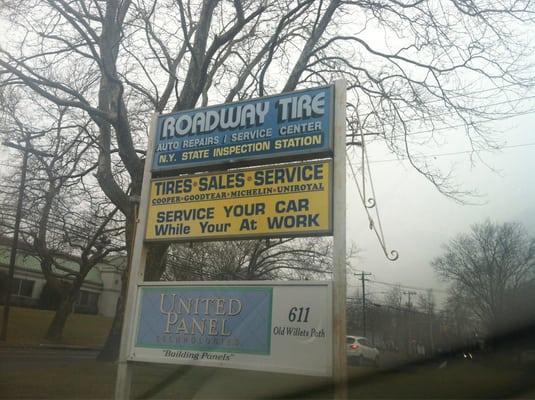 ROADWAY TIRE
AUTO REPAIRS / SERVICE CENTER
N.Y. STATE INSPECTION STATION
TIRES • SALES • SERVICE
COOPER•GOODYEAR•MICHELIN•UNIROYAL
SERVICE YOUR CAR
While Your At WORK
UNITED
PANEL
TECHNOLOGIES
"Building Panels"
611
Old Willets Path